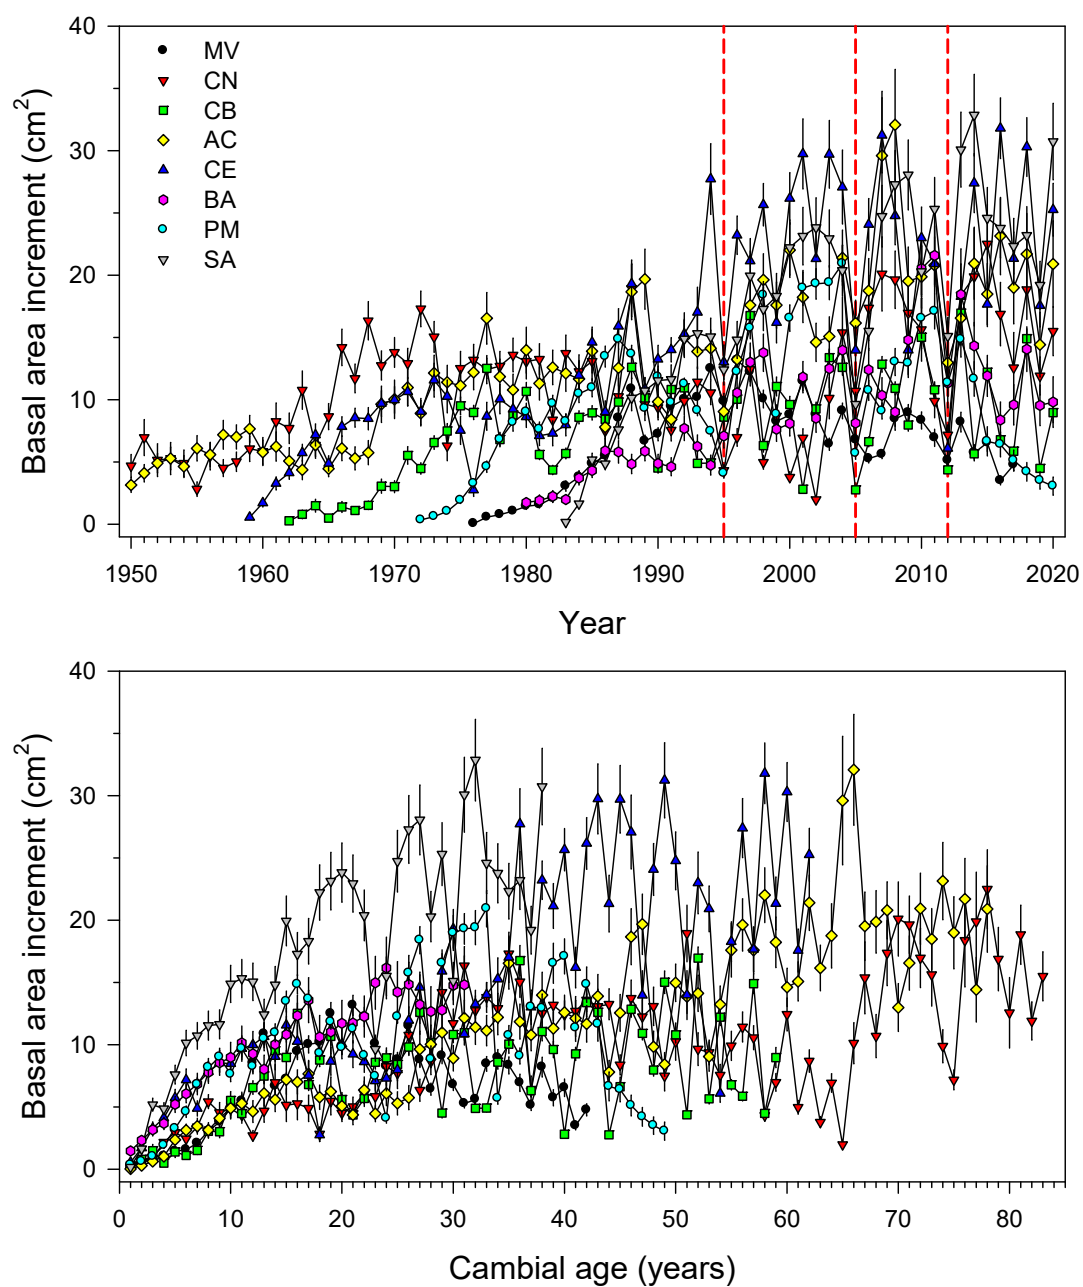 40
30
20
10
0
Basal area increment (cm²)
MV
CN
CB
AC
CE
BA
PM
SA
1950 1960 1970 1980 1990 2000 2010 2020
Year
40
30
20
10
0
Basal area increment (cm²)
0 10 20 30 40 50 60 70 80
Cambial age (years)